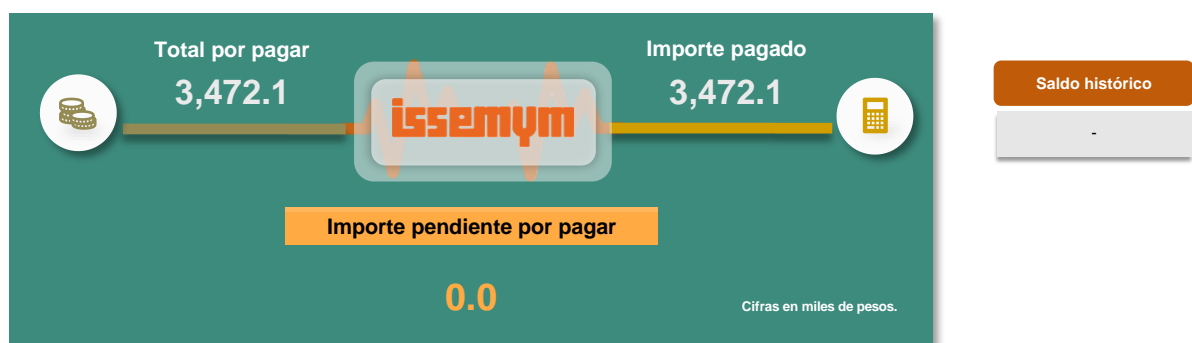 Total por pagar
3,472.1
issemym
Importe pagado
3,472.1
Importe pendiente por pagar
0.0
Cifras en miles de pesos.
Saldo histórico
-